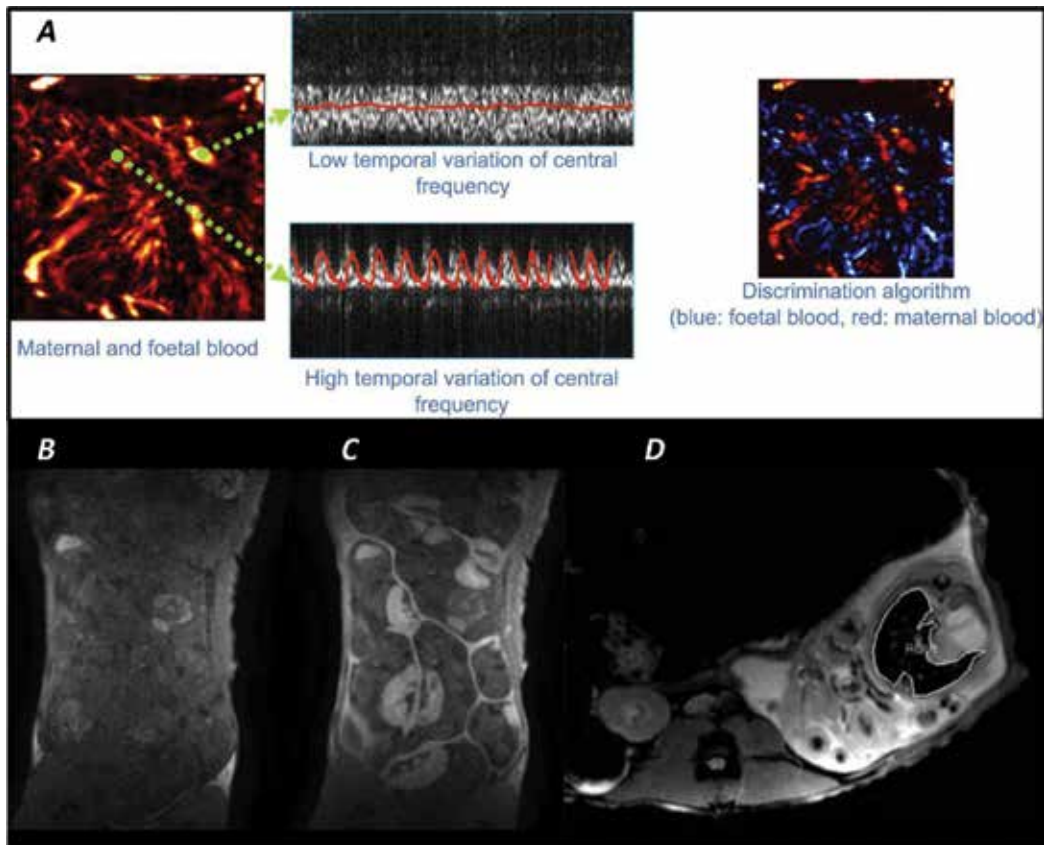 A
Low temporal variation of central
frequency
Maternal and foetal blood
High temporal variation of central
frequency
Discrimination algorithm
(blue: foetal blood, red: maternal blood)
B
C
D